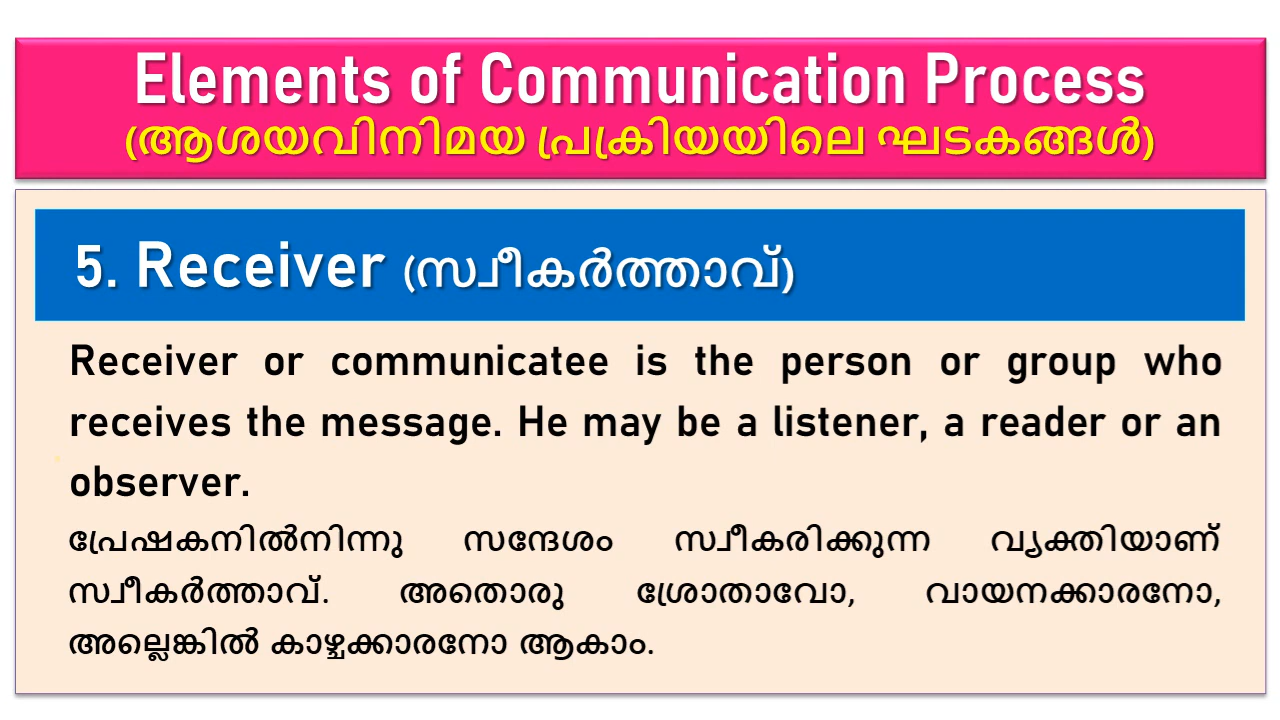 Elements of Communication Process
(ആശയവിനിമയ പ്രക്രിയയിലെ ഘടകങ്ങൾ)
5. Receiver (സ്വീകർത്താവ്)
Receiver or communicatee is the person or group who
receives the message. He may be a listener, a reader or an
observer.
പ്രേഷകനിൽനിന്നു സന്ദേശം സ്വീകരിക്കുന്ന വ്യക്തിയാണ്
സ്വീകർത്താവ്. അതൊരു ശ്രോതാവോ, വായനക്കാരനോ,
അല്ലെങ്കിൽ കാഴ്ചക്കാരനോ ആകാം.